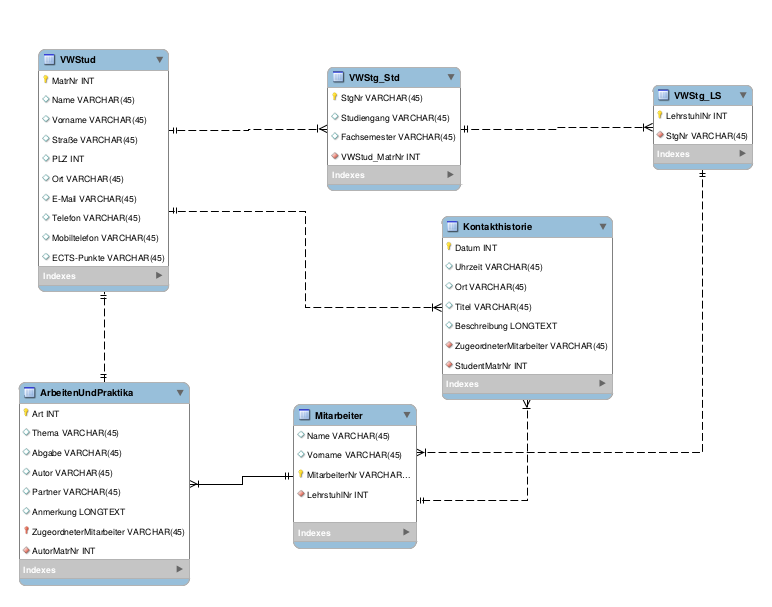 VWStud
MatrNr INT
Name VARCHAR(45)
Vorname VARCHAR(45)
Straße VARCHAR(45)
PLZ INT
Ort VARCHAR(45)
E-Mail VARCHAR(45)
Telefon VARCHAR(45)
Mobiltelefon VARCHAR(45)
ECTS-Punkte VARCHAR(45)
Indexes
VWStg_Std
StgNr VARCHAR(45)
Studiengang VARCHAR(45)
Fachsemester VARCHAR(45)
VWStud_MatrNr INT
Indexes
VWStg_LS
LehrstuhlNr INT
StgNr VARCHAR(45)
Indexes
Kontakthistorie
Datum INT
Uhrzeit VARCHAR(45)
Ort VARCHAR(45)
Titel VARCHAR(45)
Beschreibung LONGTEXT
ZugeordneterMitarbeiter VARCHAR(45)
StudentMatrNr INT
Indexes
ArbeitenUndPraktika
Art INT
Thema VARCHAR(45)
Abgabe VARCHAR(45)
Autor VARCHAR(45)
Partner VARCHAR(45)
Anmerkung LONGTEXT
ZugeordneterMitarbeiter VARCHAR(45)
AutorMatrNr INT
Indexes
Mitarbeiter
Name VARCHAR(45)
Vorname VARCHAR(45)
MitarbeiterNr VARCHAR...
LehrstuhlNr INT
Indexes